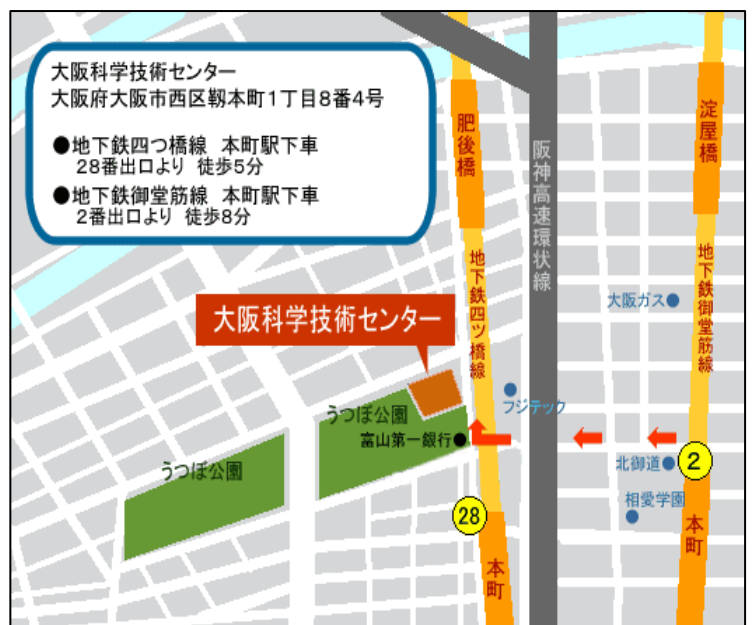 大阪科学技術センター
大阪府大阪市西区靱本町1丁目8番4号
●地下鉄四つ橋線 本町駅下車
28番出口より 徒歩5分
●地下鉄御堂筋線 本町駅下車
2番出口より 徒歩8分
肥後橋
淀屋橋
阪神高速環状線
地下鉄四ツ橋線
地下鉄御堂筋線
大阪ガス
大阪科学技術センター
フジテック
うつぼ公園
富山第一銀行
うつぼ公園
北御道
2
相愛学園
28
本町
本町